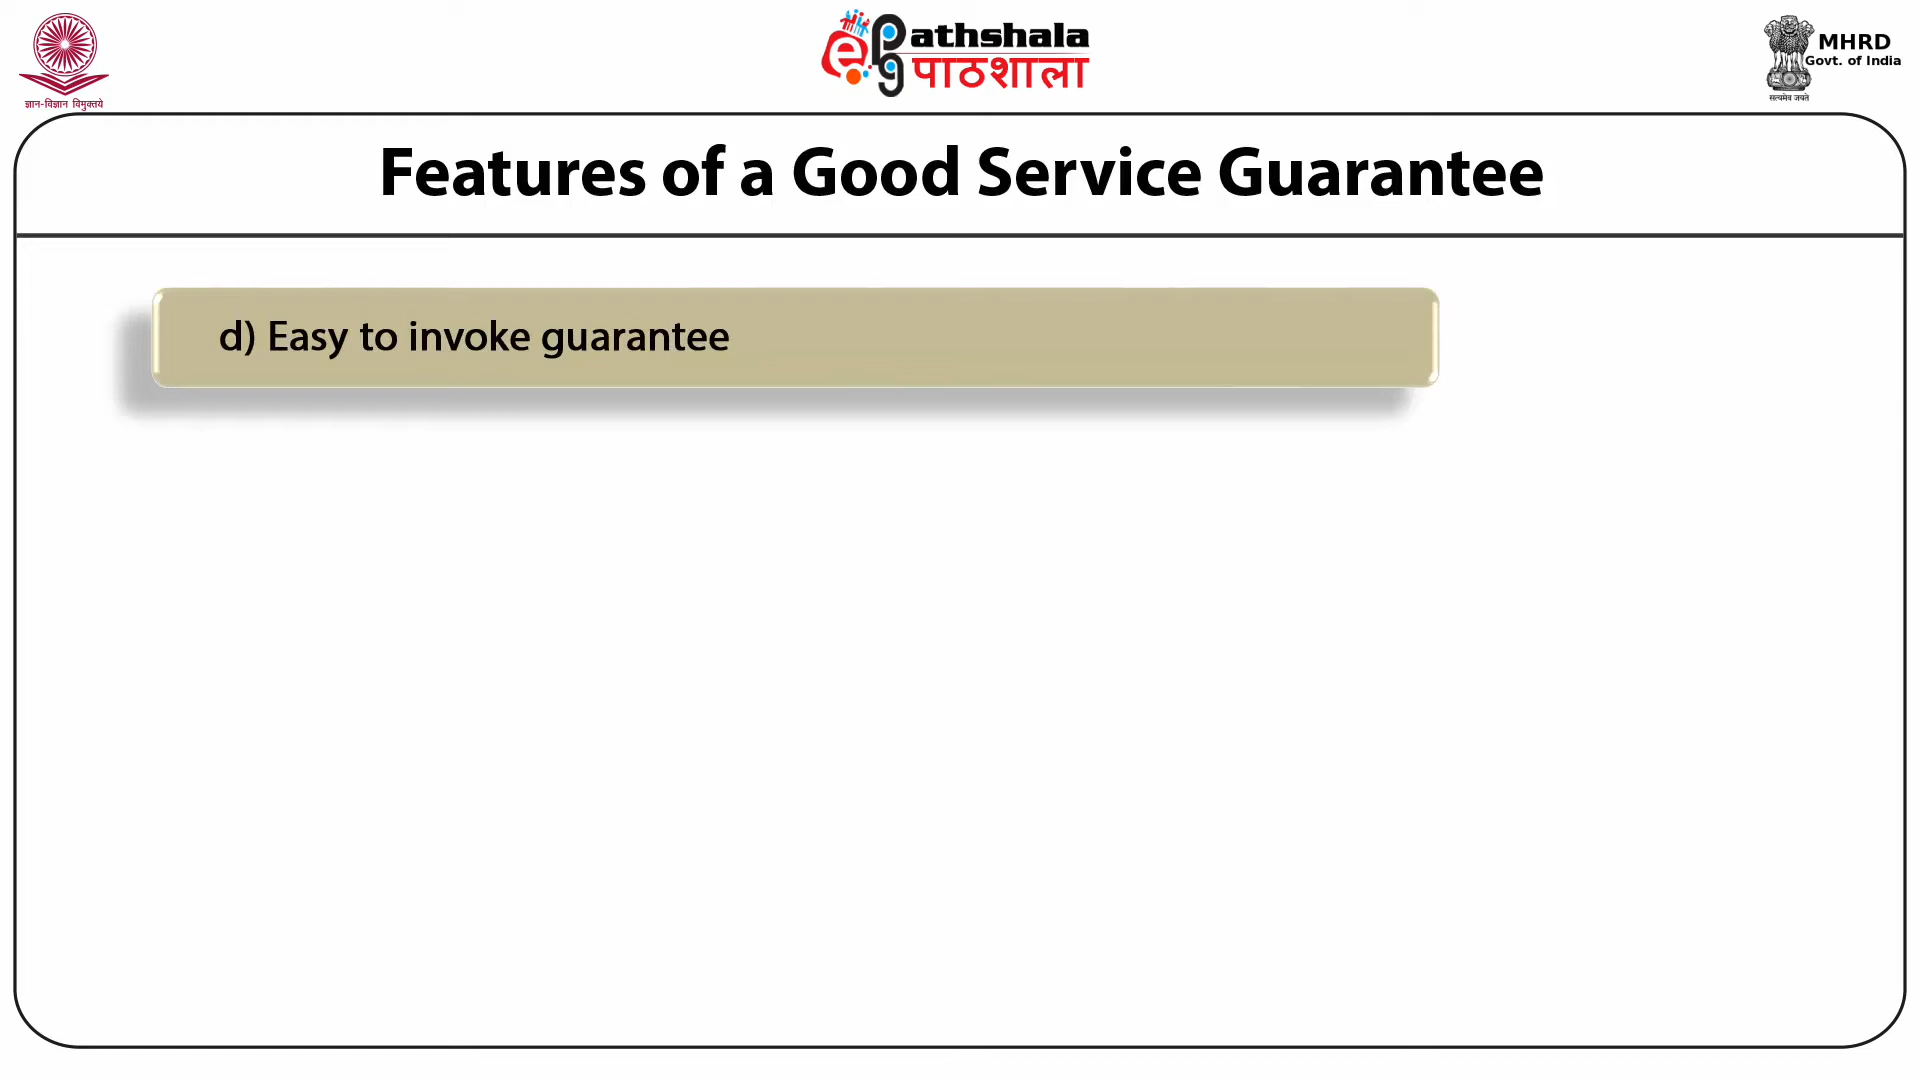 ज्ञान-विज्ञान विमुक्तये
ePg athshala
पाठशाला
MHRD
Govt. of India
सत्यमेव जयते
Features of a Good Service Guarantee
d) Easy to invoke guarantee